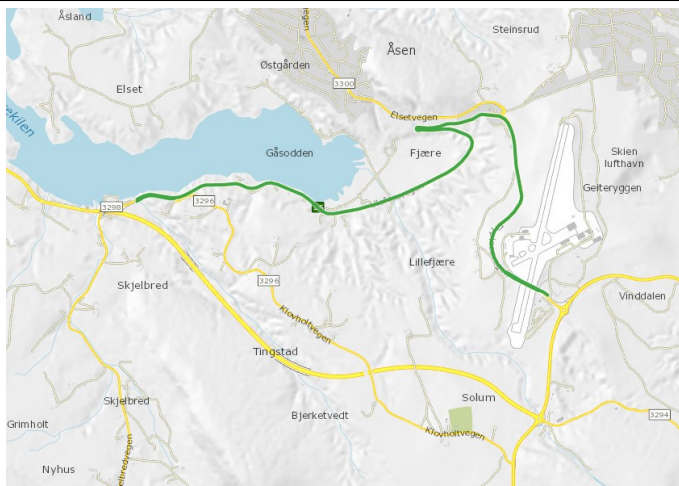 Åsland
Steinsrud
Åsen
Østgården
Elset
3300
Elsetvegen
Gåsodden
Fjære
Skien
lufthavn
Geiteryggen
3296
3298
Lillefjære
Skjelbred
3296
Vinddalen
Klovholtvegen
Tingstad
Solum
Skjelbred
Bjerketvedt
3294
Grimholt
Klovholtvegen
Nyhus